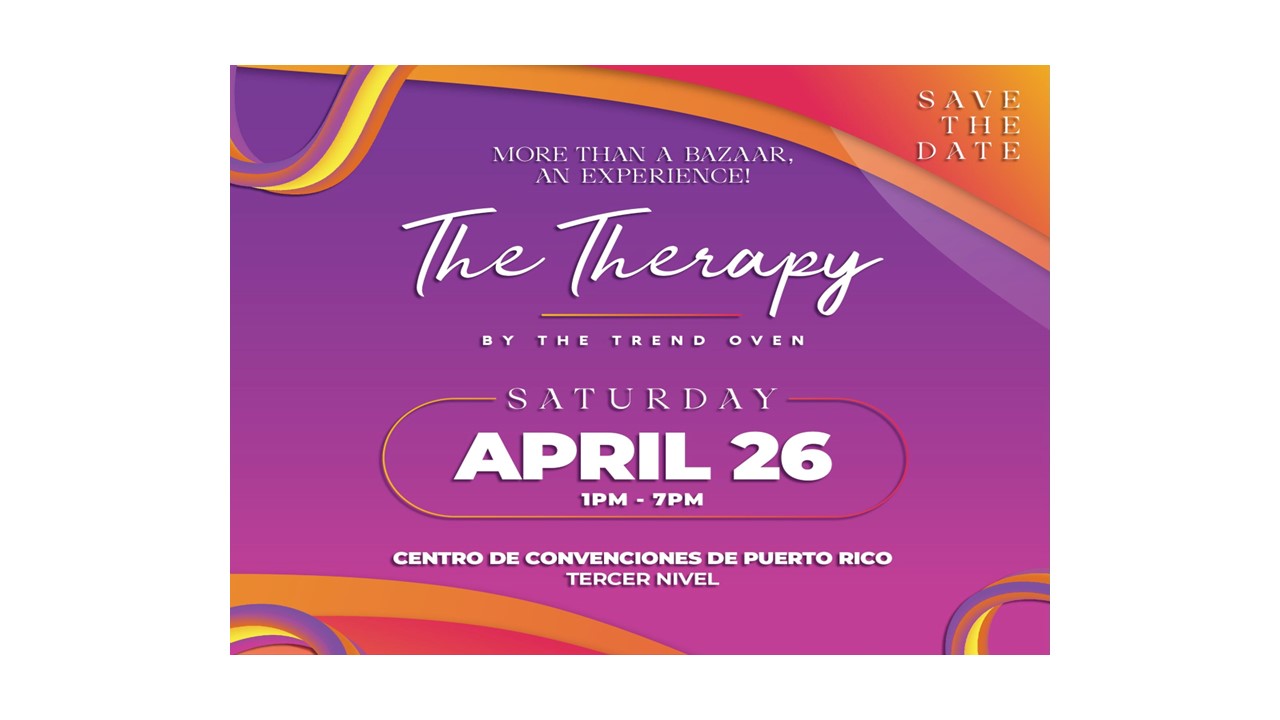 SAVE
THE
DATE
MORE THAN A BAZAAR,
AN EXPERIENCE!
The Therapy
BY THE TREND OVEN
SATURDAY
APRIL 26
1PM - 7PM
CENTRO DE CONVENCIONES DE PUERTO RICO
TERCER NIVEL